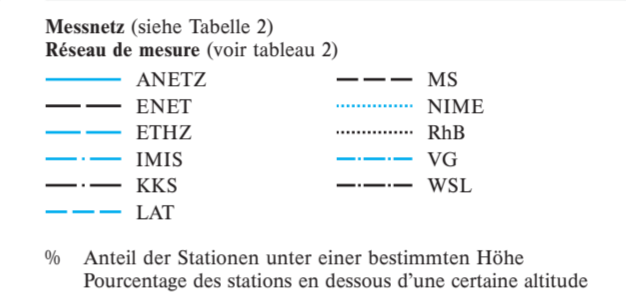 Messnetz (siehe Tabelle 2)
Réseau de mesure (voir tableau 2)
ANETZ
ENET
ETHZ
IMIS
KKS
LAT
MS
NIME
RhB
VG
WSL
% Anteil der Stationen unter einer bestimmten Höhe
Pourcentage des stations en dessous d'une certaine altitude